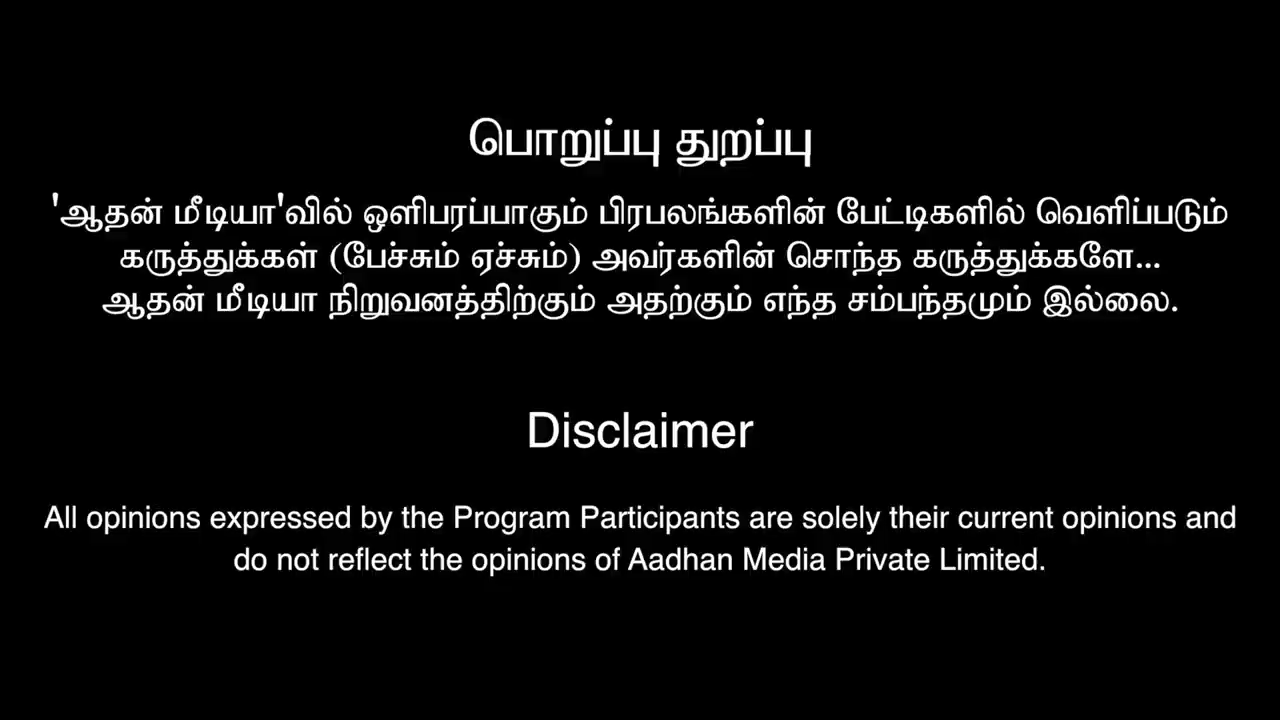 பொறுப்பு துறப்பு
'ஆதன் மீடியா'வில் ஒளிபரப்பாகும் பிரபலங்களின் பேட்டிகளில் வெளிப்படும்
கருத்துக்கள் (பேச்சும் ஏச்சும்) அவர்களின் சொந்த கருத்துக்களே...
ஆதன் மீடியா நிறுவனத்திற்கும் அதற்கும் எந்த சம்பந்தமும் இல்லை.
Disclaimer
All opinions expressed by the Program Participants are solely their current opinions and
do not reflect the opinions of Aadhan Media Private Limited.